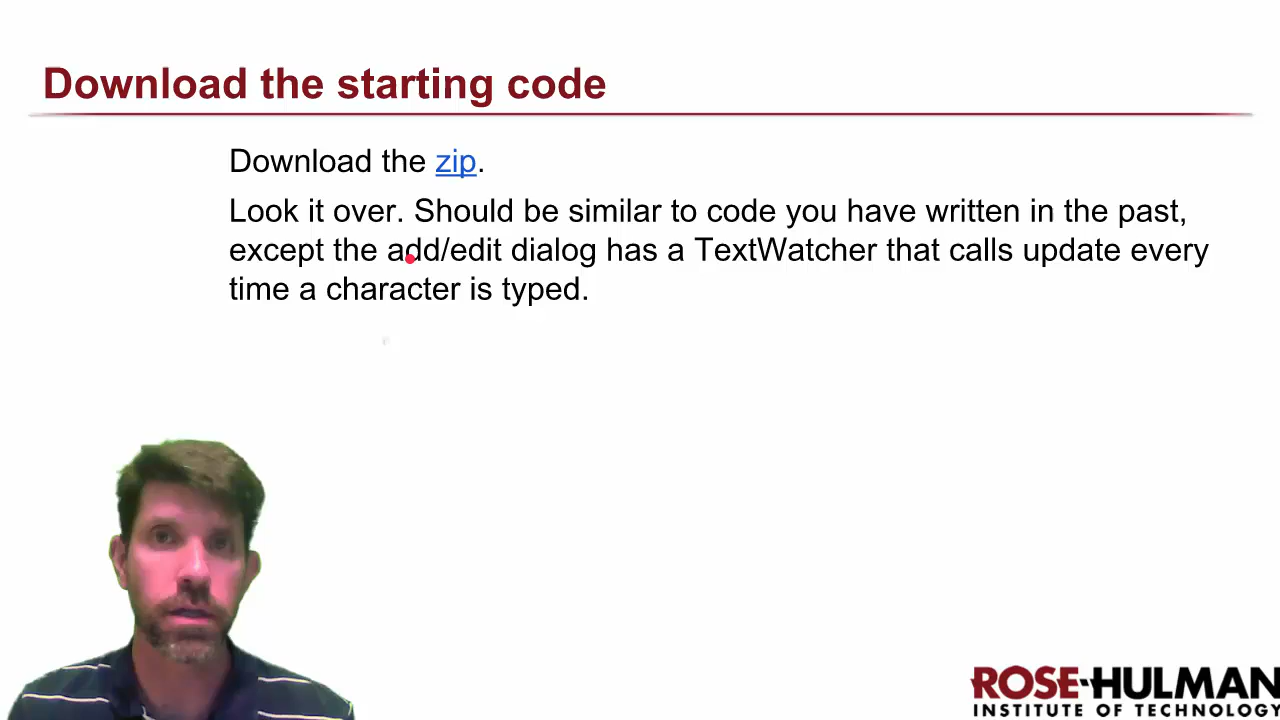 Download the starting code
Download the zip.
Look it over. Should be similar to code you have written in the past,
except the add/edit dialog has a TextWatcher that calls update every
time a character is typed.
ROSE-HULMAN
INSTITUTE OF TECHNOLOGY